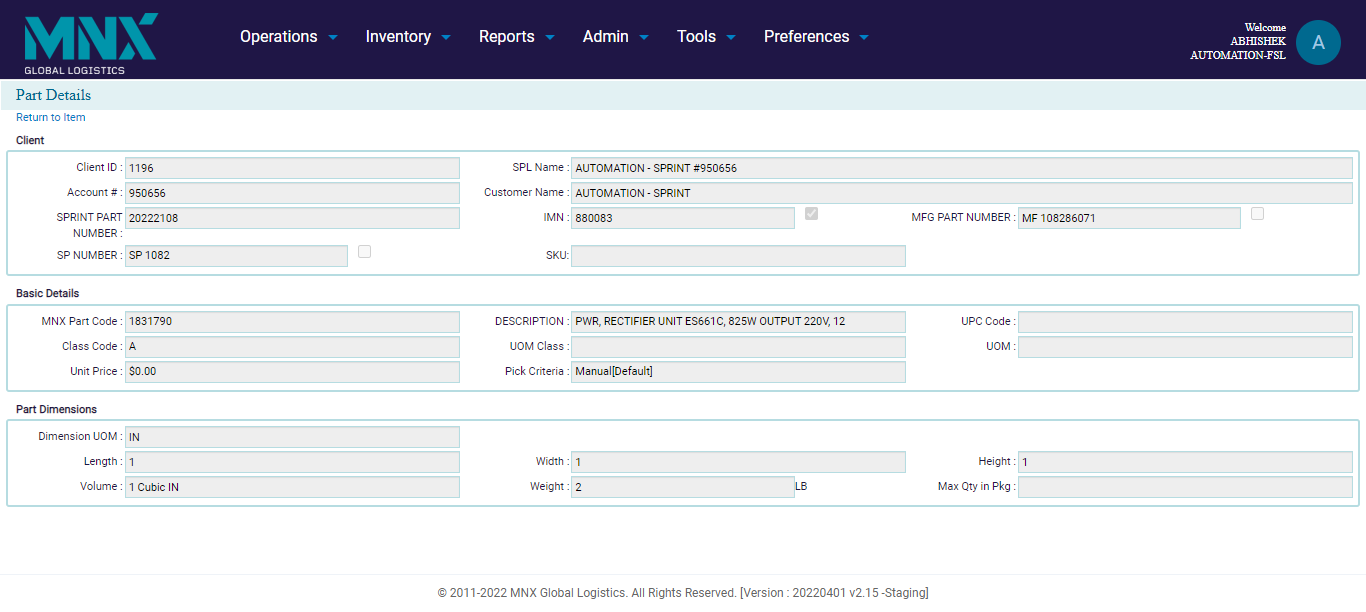 MNX
GLOBAL LOGISTICS
Operations Inventory Reports Admin Tools Preferences
Welcome
ABHISHEK
AUTOMATION-FSL
A
Part Details
Return to Item
Client
Client ID : 1196 SPL Name : AUTOMATION - SPRINT #950656
Account # : 950656 Customer Name : AUTOMATION - SPRINT
SPRINT PART NUMBER : 20222108 IMN : 880083 MFG PART NUMBER : MF 108286071
SP NUMBER : SP 1082 SKU:
Basic Details
MNX Part Code : 1831790 DESCRIPTION : PWR, RECTIFIER UNIT ES661C, 825W OUTPUT 220V, 12 UPC Code :
Class Code : A UOM Class : UOM :
Unit Price : $0.00 Pick Criteria : Manual[Default]
Part Dimensions
Dimension UOM : IN
Length : 1 Width : 1 Height : 1
Volume : 1 Cubic IN Weight : 2 LB Max Qty in Pkg :
© 2011-2022 MNX Global Logistics. All Rights Reserved. [Version : 20220401 v2.15 -Staging]